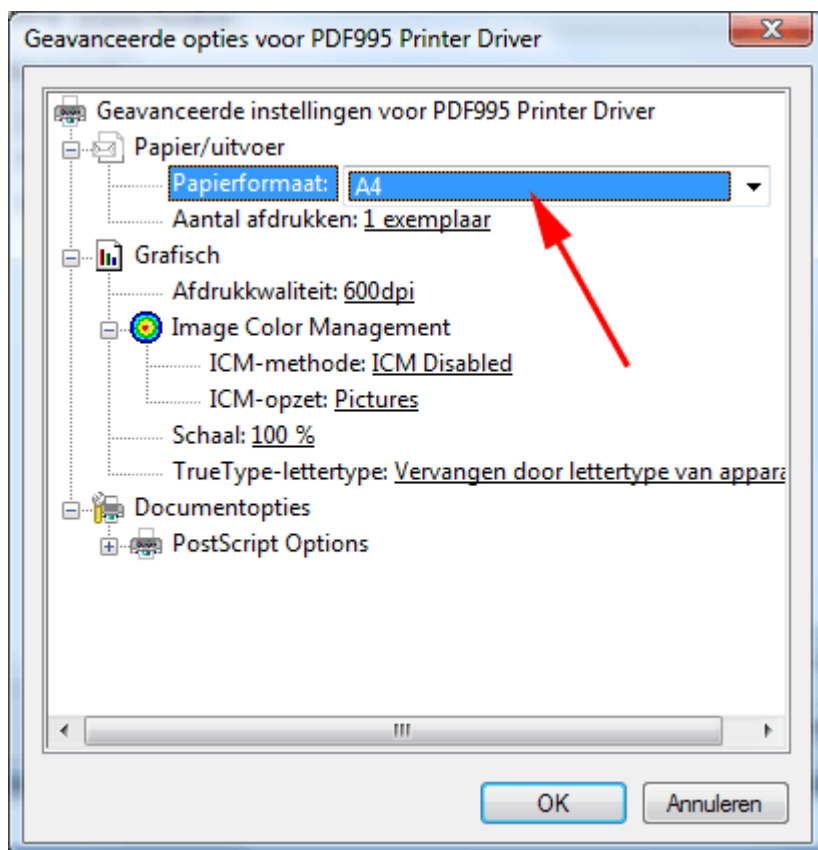 Geavanceerde opties voor PDF995 Printer Driver
Geavanceerde instellingen voor PDF995 Printer Driver
Papier/uitvoer
Papierformaat: A4
Aantal afdrukken: 1 exemplaar
Grafisch
Afdrukkwaliteit: 600dpi
Image Color Management
ICM-methode: ICM Disabled
ICM-opzet: Pictures
Schaal: 100 %
TrueType-lettertype: Vervangen door lettertype van appara
Documentopties
PostScript Options
OK Annuleren